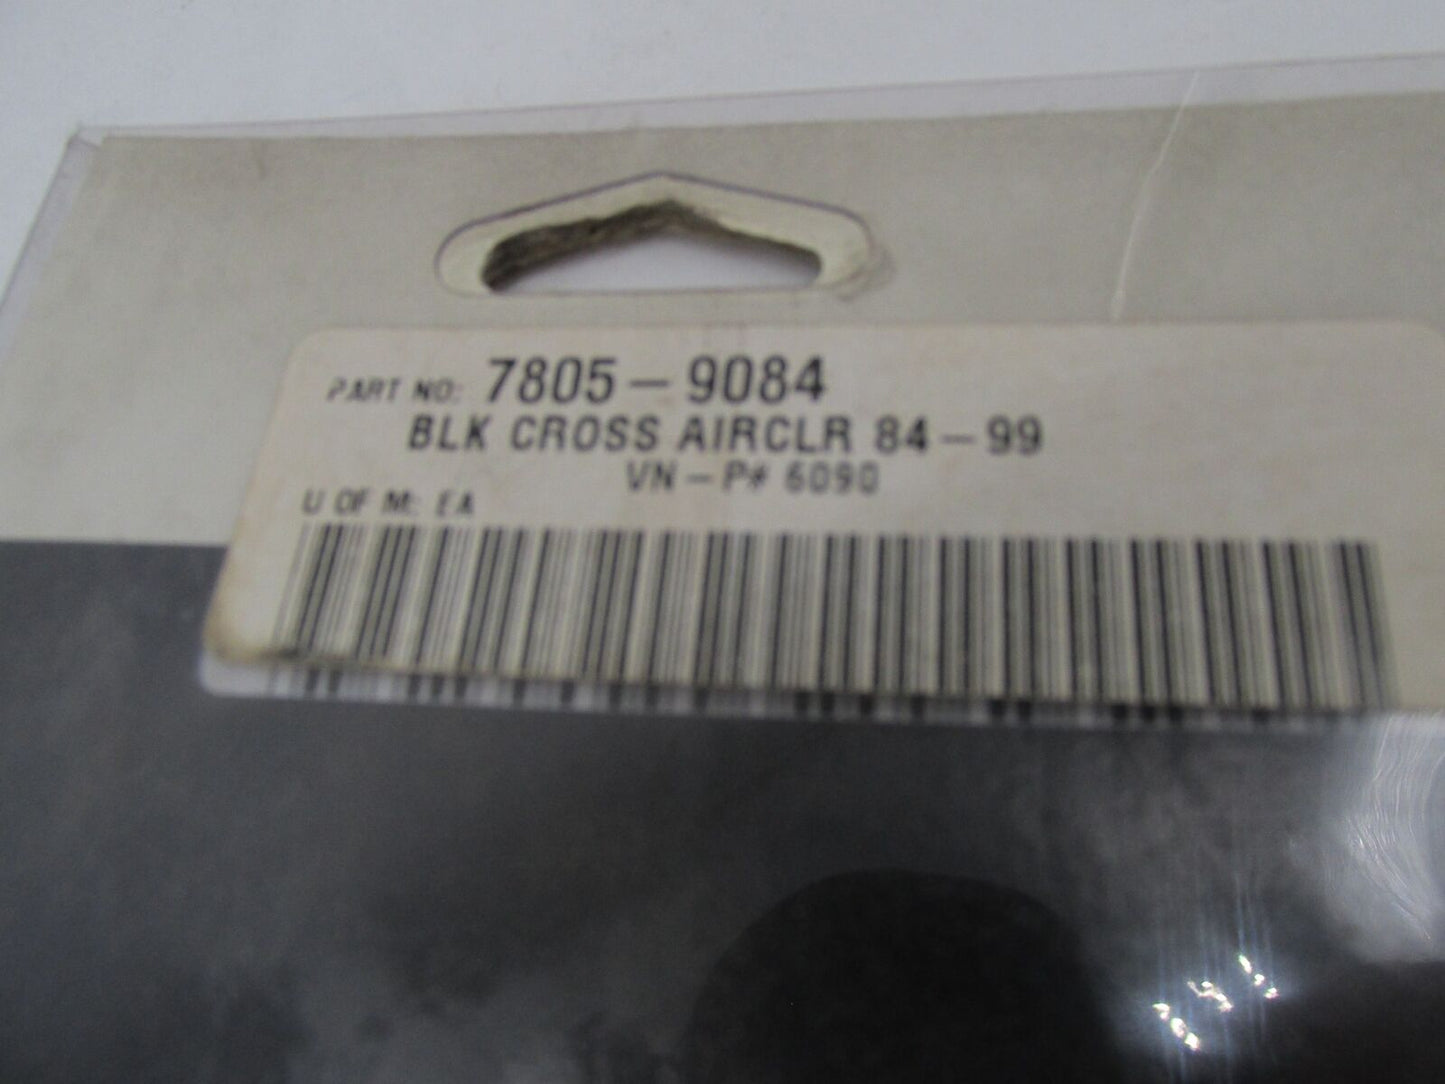 PART NO: 7805-9084
BLK CROSS AIRCLR 84-99
VN-P# 6090
U OF M: EA